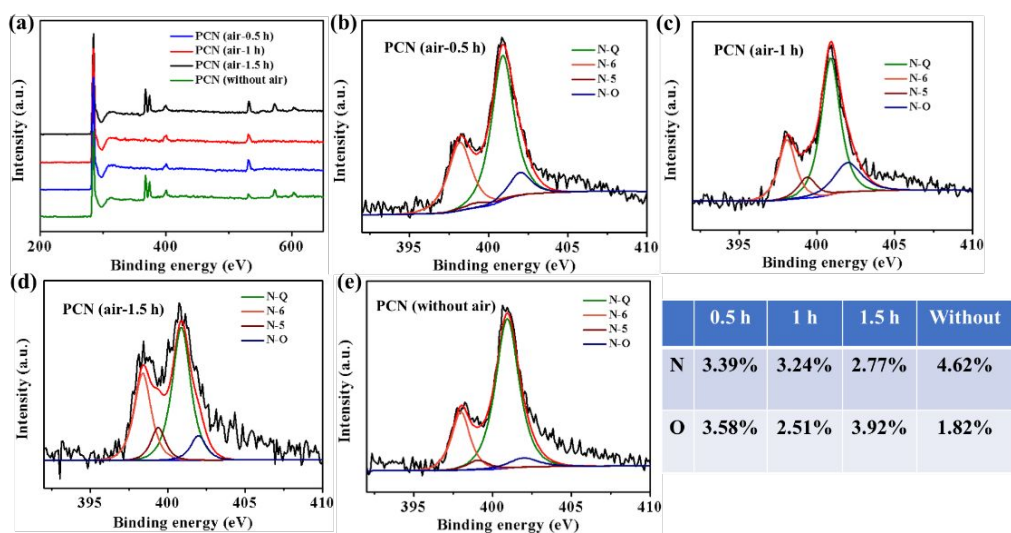 (a)
PCN (air-0.5 h)
PCN (air-1 h)
PCN (air-1.5 h)
PCN (without air)
Intensity (a.u.)
200 400 600
Binding energy (eV)
(b)
PCN (air-0.5 h)
N-Q
N-6
N-5
N-O
Intensity (a.u.)
395 400 405 410
Binding energy (eV)
(c)
PCN (air-1 h)
N-Q
N-6
N-5
N-O
Intensity (a.u.)
395 400 405 410
Binding energy (eV)
(d)
PCN (air-1.5 h)
N-Q
N-6
N-5
N-O
Intensity (a.u.)
395 400 405 410
Binding energy (eV)
(e)
PCN (without air)
N-Q
N-6
N-5
N-O
Intensity (a.u.)
395 400 405 410
Binding energy (eV)
0.5 h 1 h 1.5 h Without
N 3.39% 3.24% 2.77% 4.62%
O 3.58% 2.51% 3.92% 1.82%